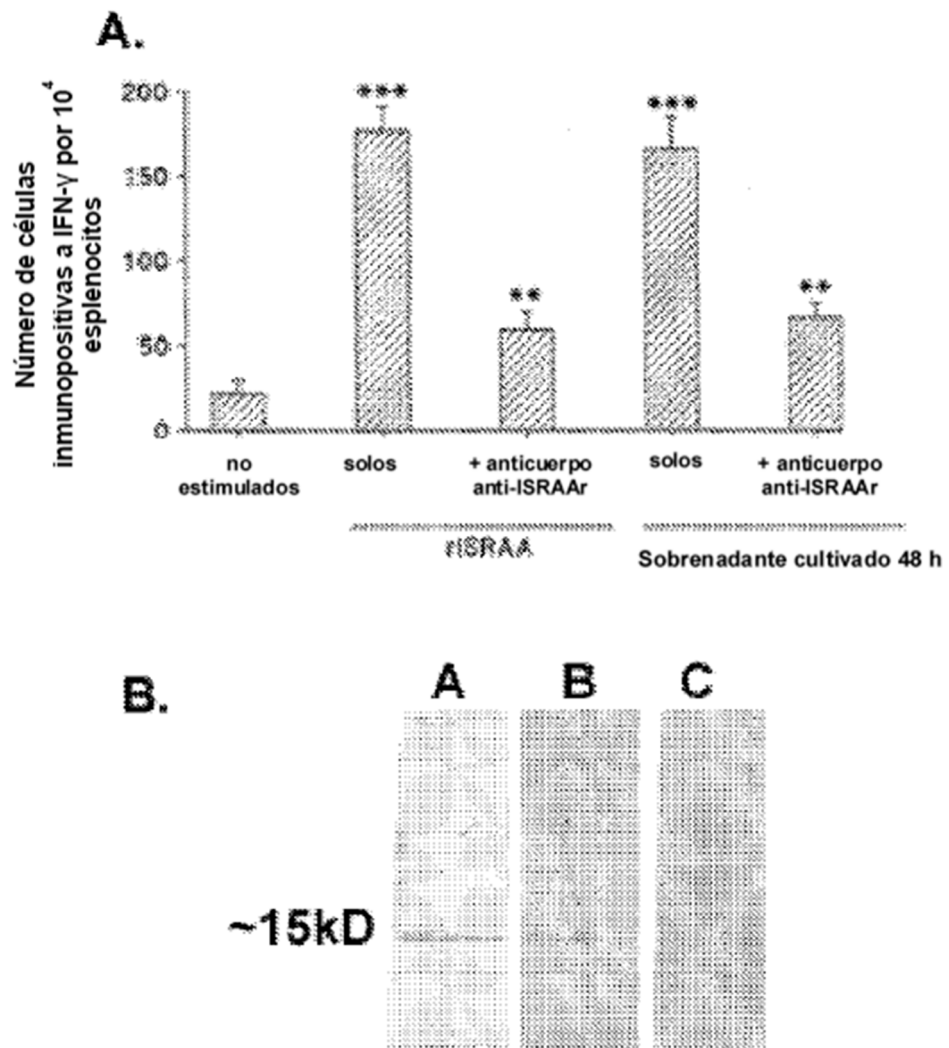 A.
Número de células
inmunopositivas a IFN-γ por 10⁴
esplenocitos
200
150
100
50
0
***
**
***
**
no
estimulados
solos
+ anticuerpo
anti-ISRAAr
solos
+ anticuerpo
anti-ISRAAr
rISRAA
Sobrenadante cultivado 48 h
B.
A
B
C
~15kD